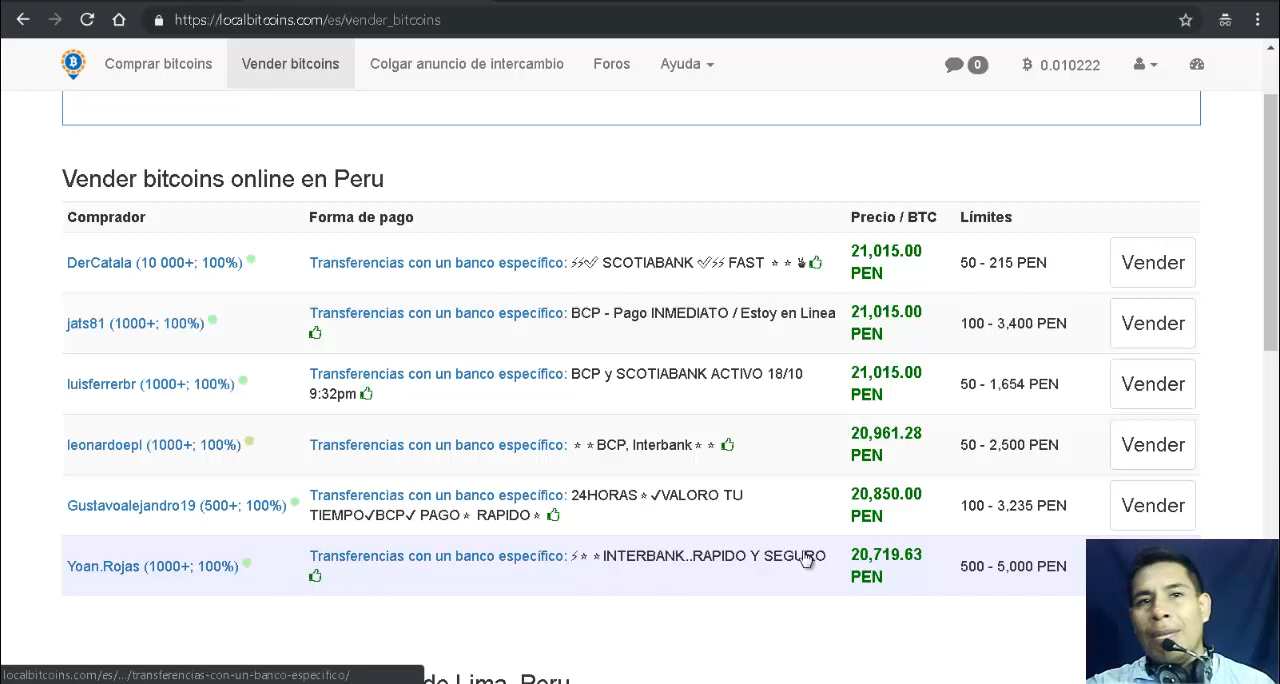 https://localbitcoins.com/es/vender_bitcoins
Comprar bitcoins Vender bitcoins Colgar anuncio de intercambio Foros Ayuda 0 0.010222
Vender bitcoins online en Peru
Comprador Forma de pago Precio / BTC Límites
DerCatala (10 000+; 100%) Transferencias con un banco específico: ⚡⚡✅ SCOTIABANK ✅⚡⚡ FAST ⭐⭐✌ 21,015.00 PEN 50 - 215 PEN Vender
jats81 (1000+; 100%) Transferencias con un banco específico: BCP - Pago INMEDIATO / Estoy en Linea 21,015.00 PEN 100 - 3,400 PEN Vender
luisferrerbr (1000+; 100%) Transferencias con un banco específico: BCP y SCOTIABANK ACTIVO 18/10 9:32pm 21,015.00 PEN 50 - 1,654 PEN Vender
leonardoepl (1000+; 100%) Transferencias con un banco específico: ⭐⭐BCP, Interbank⭐⭐ 20,961.28 PEN 50 - 2,500 PEN Vender
Gustavoalejandro19 (500+; 100%) Transferencias con un banco específico: 24HORAS⭐✔VALORO TU TIEMPO✔BCP✔ PAGO⭐ RAPIDO⭐ 20,850.00 PEN 100 - 3,235 PEN Vender
Yoan.Rojas (1000+; 100%) Transferencias con un banco específico: ⚡⭐⭐INTERBANK..RAPIDO Y SEGURO 20,719.63 PEN 500 - 5,000 PEN
localbitcoins.com/es/.../transferencias-con-un-banco-especifico/
de Lima, Peru